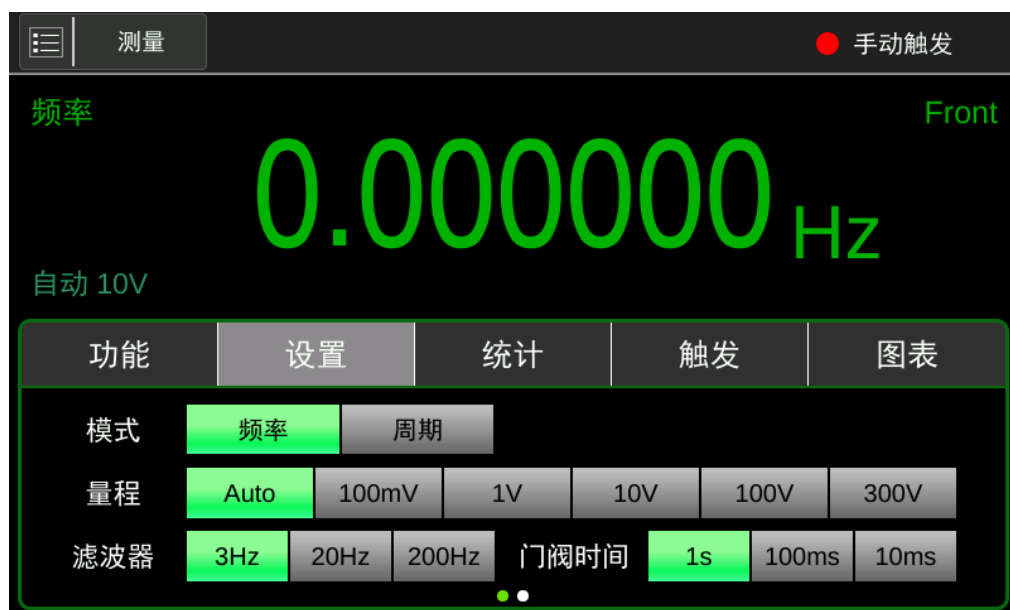 测量 手动触发
频率 Front
0.000000 Hz
自动 10V
功能 设置 统计 触发 图表
模式 频率 周期
量程 Auto 100mV 1V 10V 100V 300V
滤波器 3Hz 20Hz 200Hz 门阀时间 1s 100ms 10ms